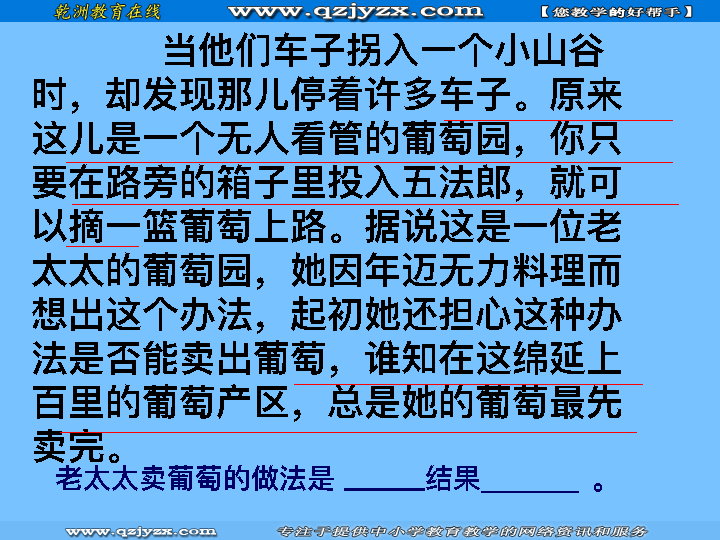 乾洲教育在线 www.qzjyzx.com 【您教学的好帮手】
当他们车子拐入一个小山谷
时，却发现那儿停着许多车子。原来
这儿是一个无人看管的葡萄园，你只
要在路旁的箱子里投入五法郎，就可
以摘一篮葡萄上路。据说这是一位老
太太的葡萄园，她因年迈无力料理而
想出这个办法，起初她还担心这种办
法是否能卖出葡萄，谁知在这绵延上
百里的葡萄产区，总是她的葡萄最先
卖完。
老太太卖葡萄的做法是 ______结果_______ 。
www.qzjyzx.com 专注于提供中小学教育教学的网络资讯和服务